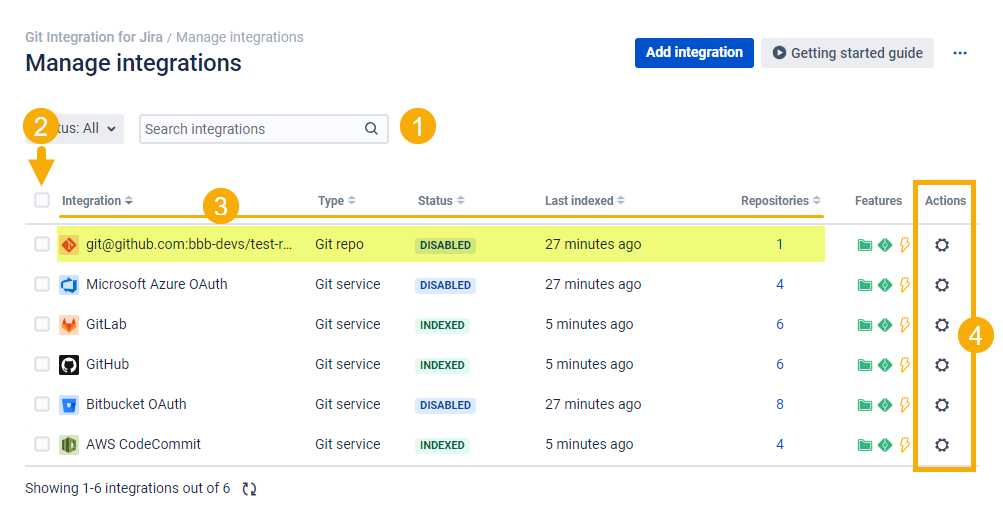 Git Integration for Jira / Manage integrations
Manage integrations
Add integration
Getting started guide
2 tus: All
Search integrations
1
Integration
3
Type
Status
Last indexed
Repositories
Features
Actions
git@github.com:bbb-devs/test-r... Git repo DISABLED 27 minutes ago 1
Microsoft Azure OAuth Git service DISABLED 27 minutes ago 4
GitLab Git service INDEXED 5 minutes ago 6
4
GitHub Git service INDEXED 5 minutes ago 6
Bitbucket OAuth Git service DISABLED 27 minutes ago 8
AWS CodeCommit Git service INDEXED 5 minutes ago 4
Showing 1-6 integrations out of 6